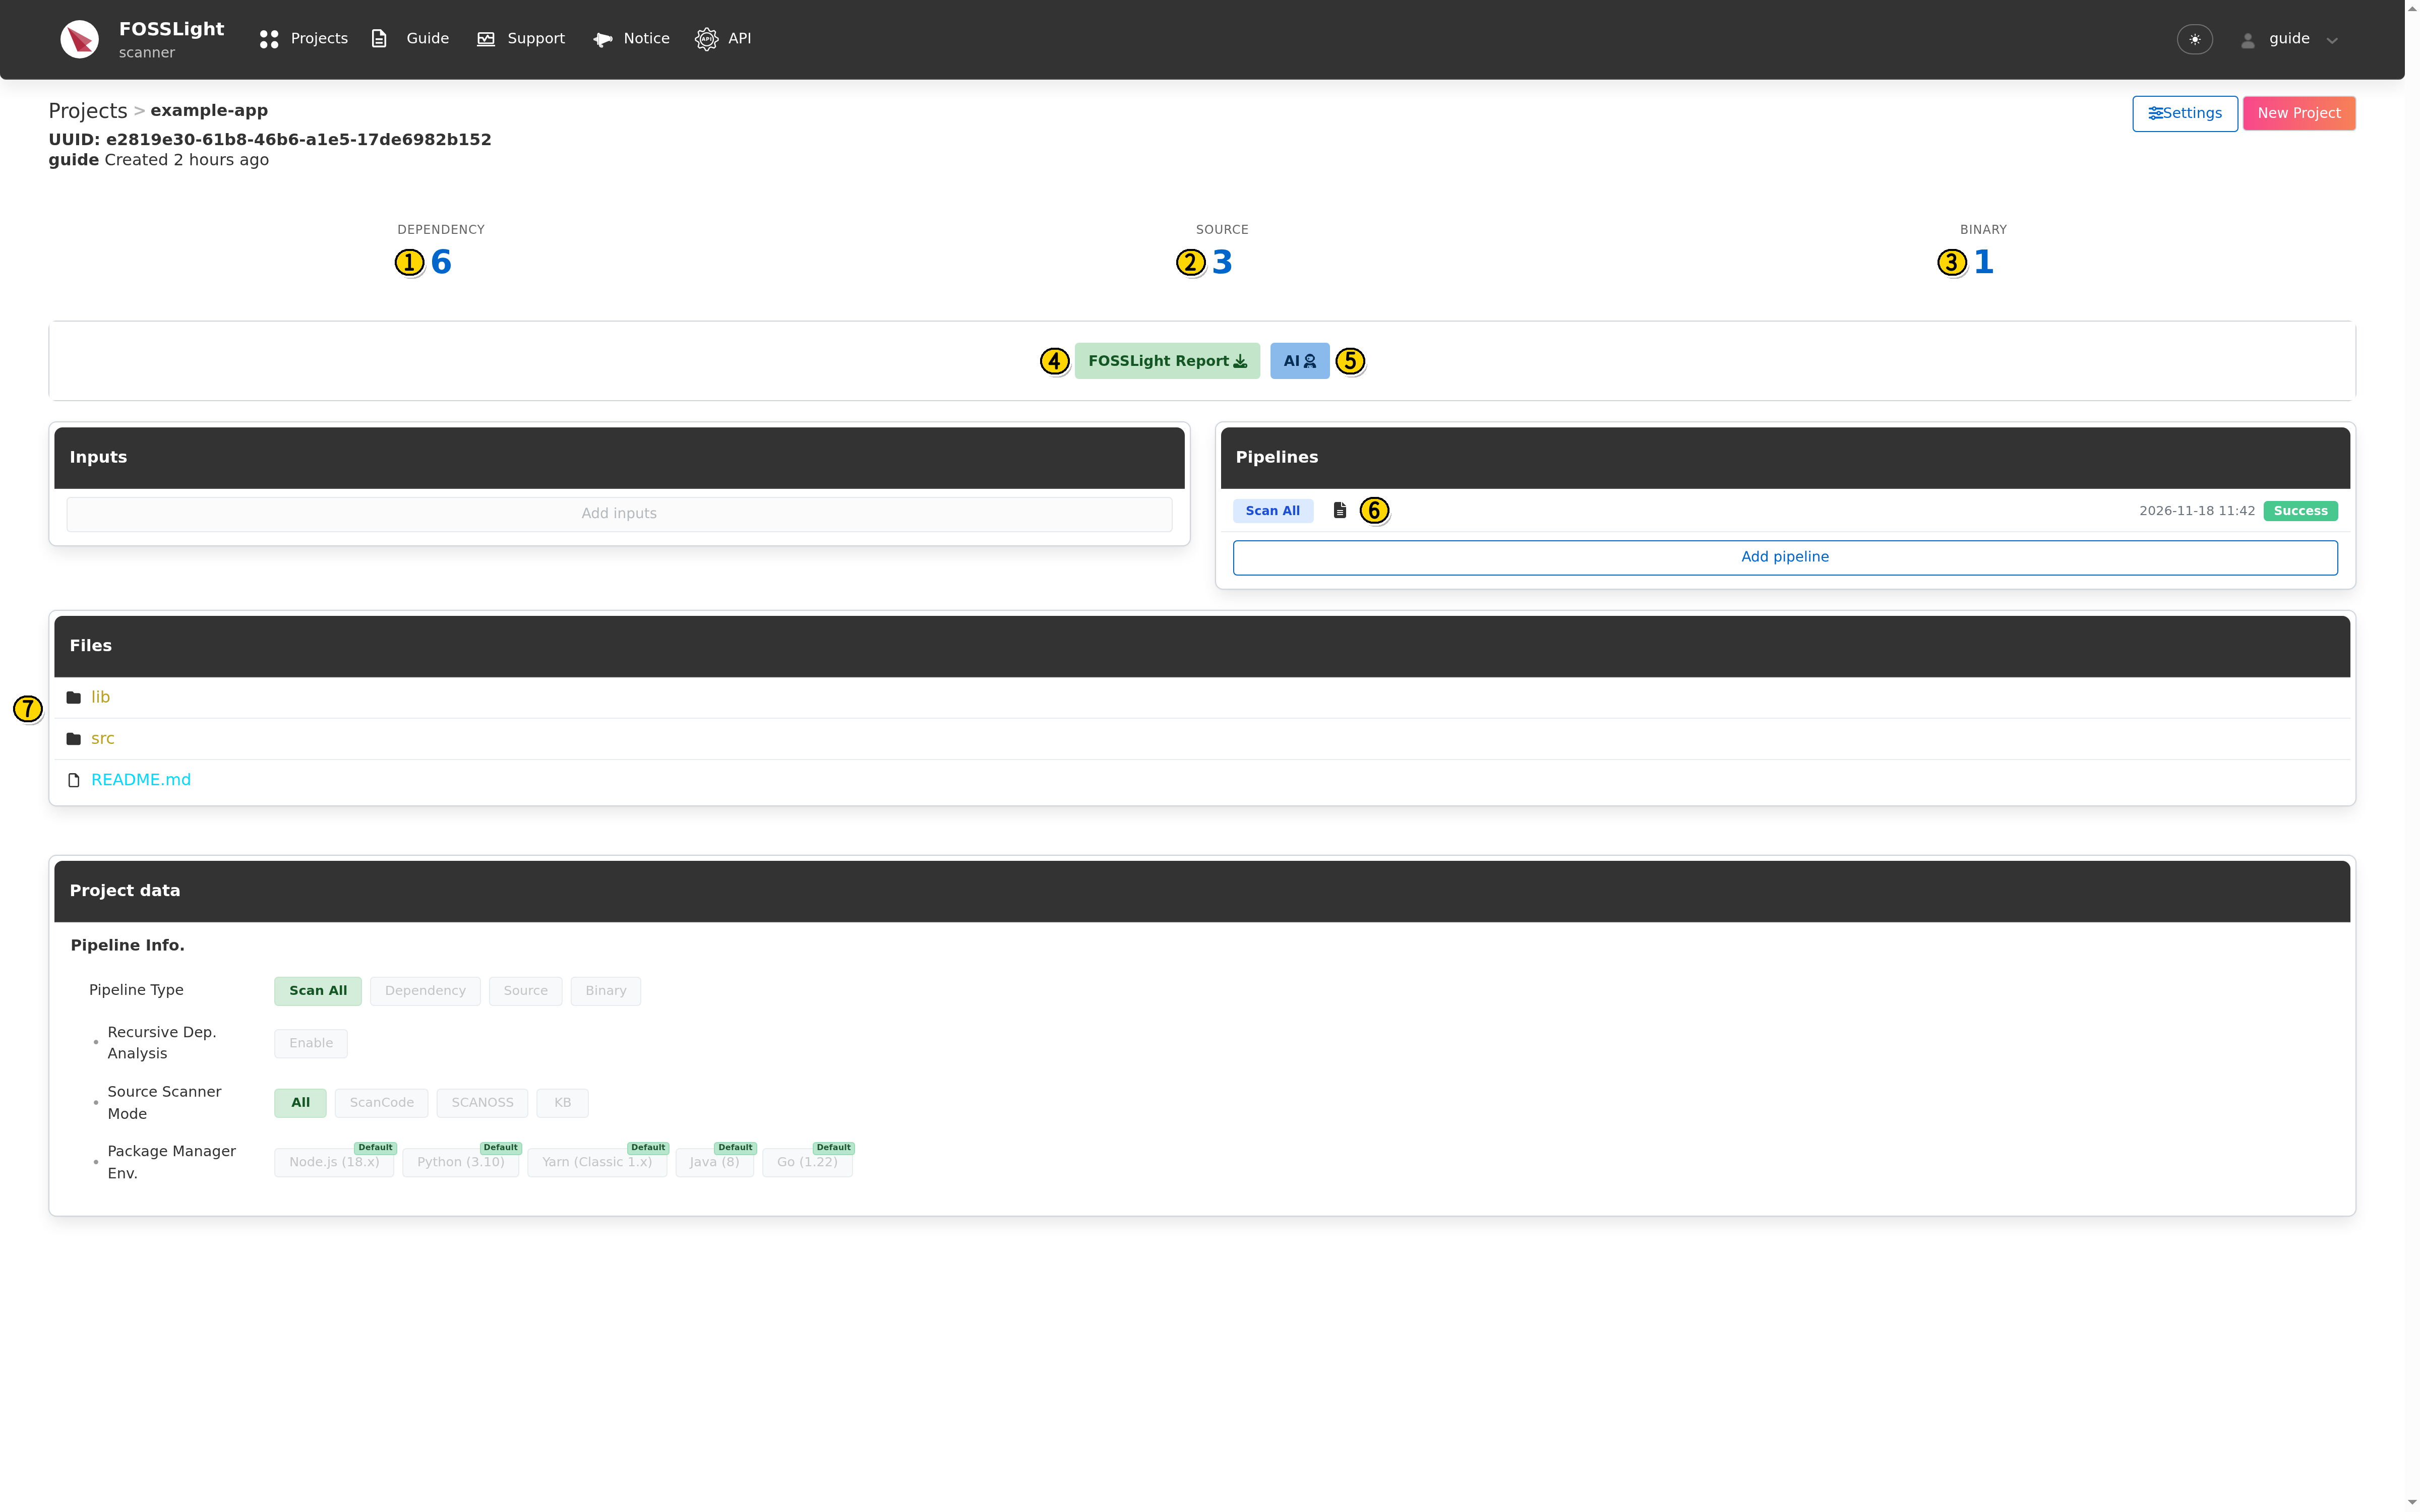 FOSSLight
scanner
Projects Guide Support Notice API
guide
Projects > example-app
UUID: e2819e30-61b8-46b6-a1e5-17de6982b152
guide Created 2 hours ago
Settings New Project
DEPENDENCY
1 6
SOURCE
2 3
BINARY
3 1
4 FOSSLight Report AI 5
Inputs
Add inputs
Pipelines
Scan All 6 2026-11-18 11:42 Success
Add pipeline
Files
7
lib
src
README.md
Project data
Pipeline Info.
Pipeline Type Scan All Dependency Source Binary
• Recursive Dep.
Analysis
Enable
• Source Scanner
Mode
All ScanCode SCANOSS KB
• Package Manager
Env.
Default Default Default Default Default
Node.js (18.x) Python (3.10) Yarn (Classic 1.x) Java (8) Go (1.22)